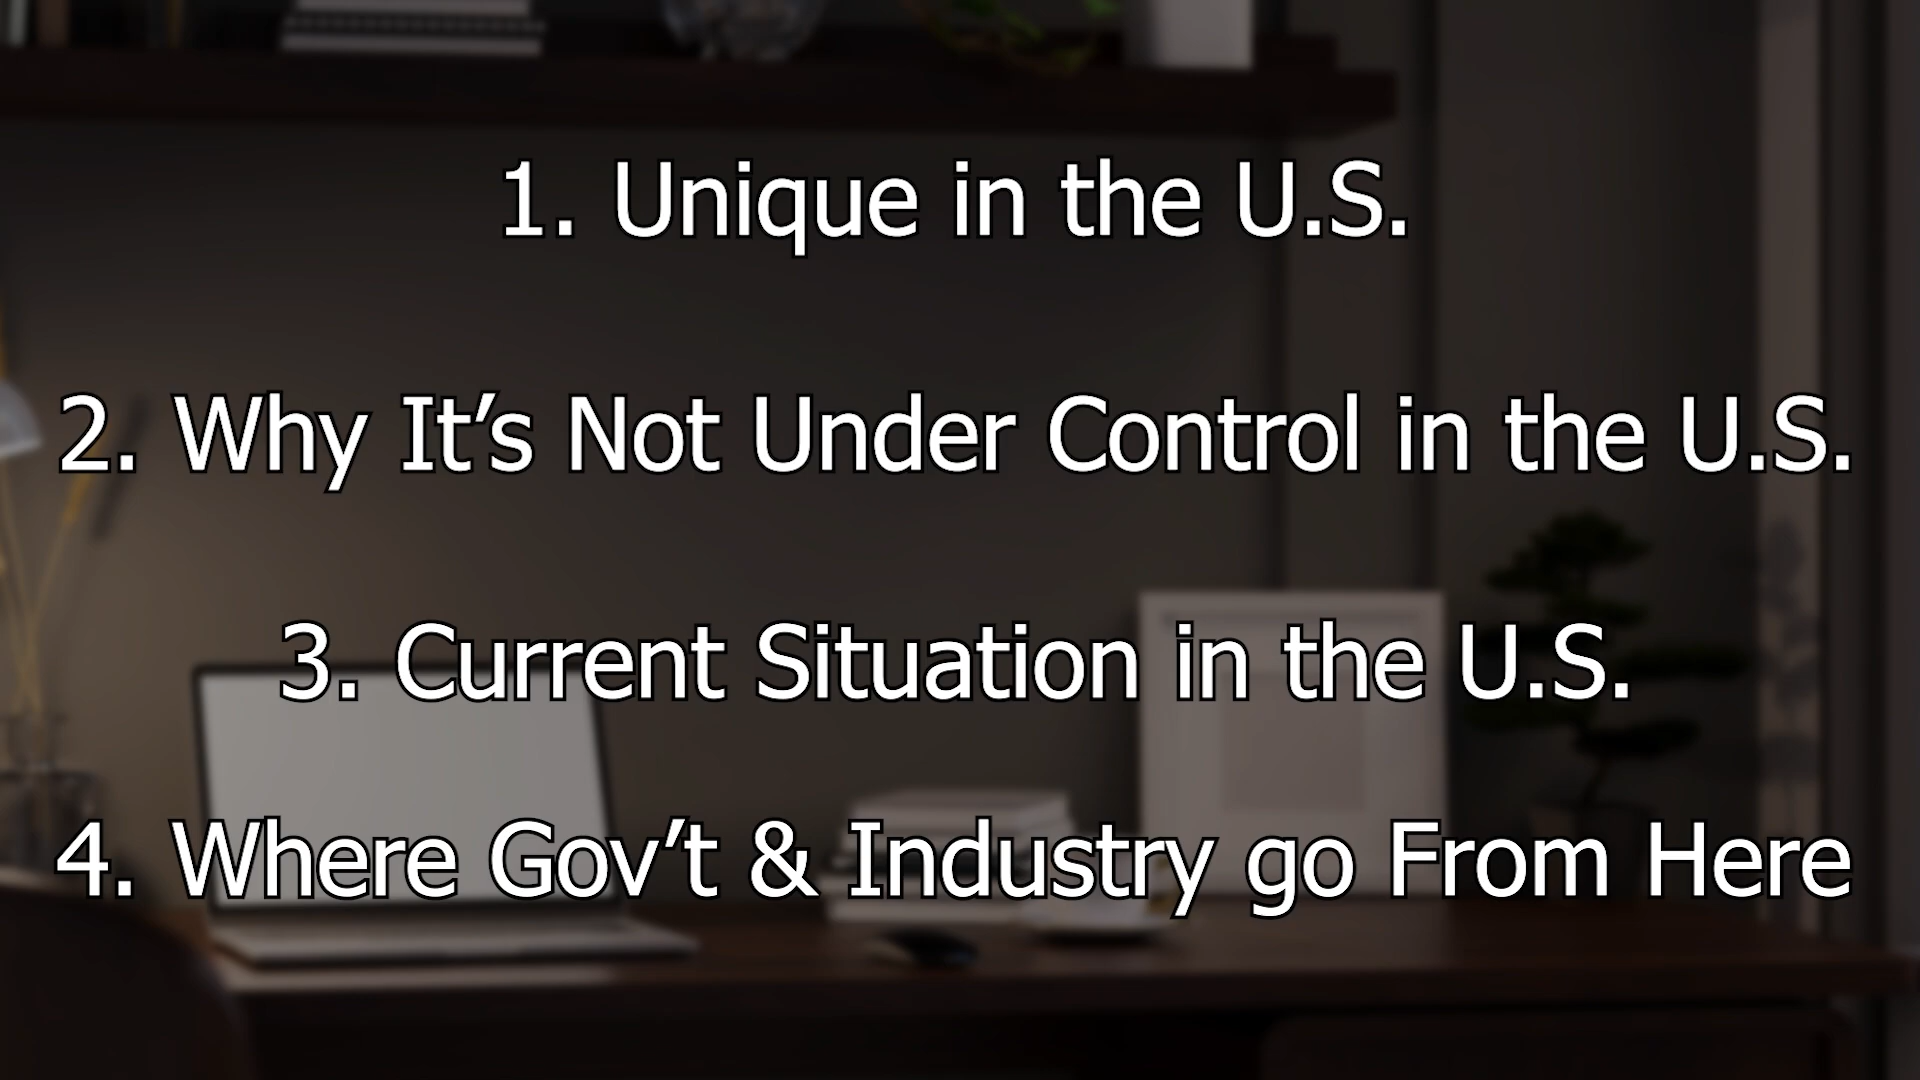 1. Unique in the U.S.
2. Why It’s Not Under Control in the U.S.
3. Current Situation in the U.S.
4. Where Gov’t & Industry go From Here